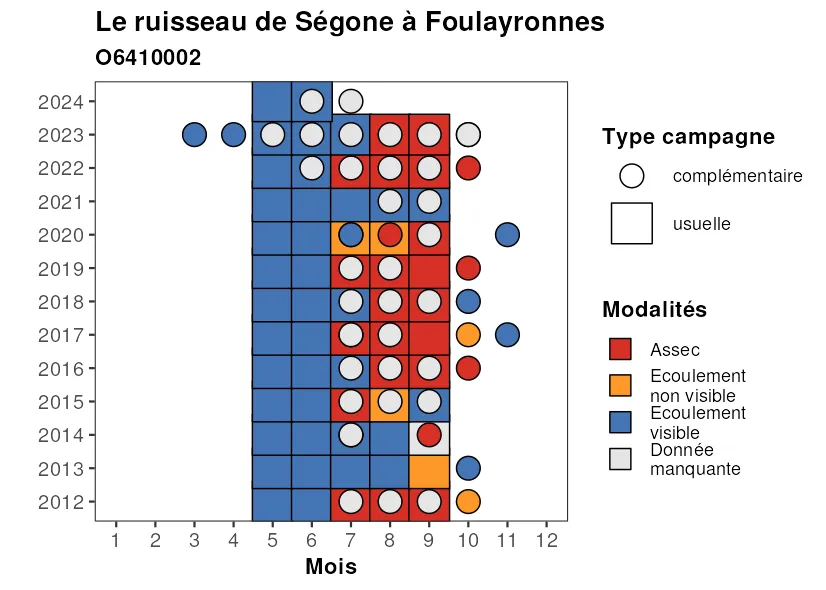 Le ruisseau de Ségone à Foulayronnes
O6410002
2024
2023
2022
2021
2020
2019
2018
2017
2016
2015
2014
2013
2012
1 2 3 4 5 6 7 8 9 10 11 12
Mois
Type campagne
complémentaire
usuelle
Modalités
Assec
Ecoulement
non visible
Ecoulement
visible
Donnée
manquante